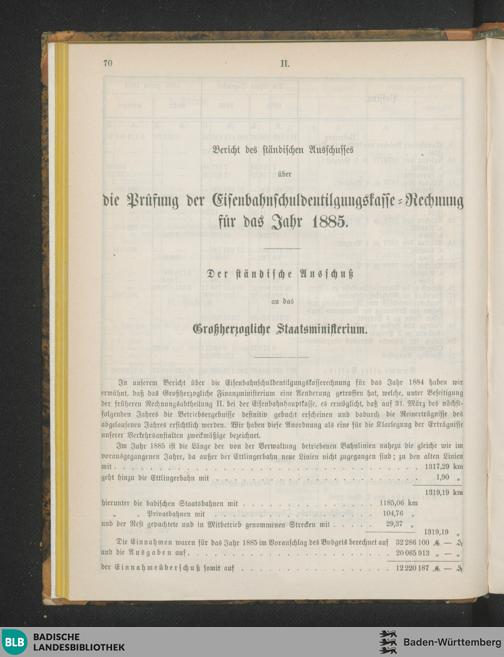 70
II.
Bericht des ständischen Ausschusses
über
die Prüfung der Eisenbahnschuldentilgungskasse-Rechnung
für das Jahr 1885.
Der ständische Ausschuß
an das
Großherzogliche Staatsministerium.
In unserem Bericht über die Eisenbahnschuldentilgungskasserechnung für das Jahr 1884 haben wir
erwähnt, daß das Großherzogliche Finanzministerium eine Aenderung getroffen hat, welche, unter Beseitigung
der früheren Rechnungsabtheilung II. bei der Eisenbahnhauptkasse, es ermöglicht, daß auf 31. März des nächst-
folgenden Jahres die Betriebsergebnisse definitiv gebucht erscheinen und dadurch die Reinerträgnisse des
abgelaufenen Jahres ersichtlich werden. Wir haben diese Anordnung als eine für die Klarlegung der Erträgnisse
unserer Verkehrsanstalten zweckmäßige bezeichnet.
Im Jahr 1885 ist die Länge der von der Verwaltung betriebenen Bahnlinien nahezu die gleiche wie im
vorausgegangenen Jahre, da außer der Ettlingerbahn neue Linien nicht zugegangen sind; zu den alten Linien
mit . . . 1317,29 km
geht hinzu die Ettlingerbahn mit . . . 1,90 „
1319,19 km
hierunter die badischen Staatsbahnen mit . . . 1185,06 km
„ „ Privatbahnen mit . . . 104,76 „
und der Rest gepachtete und in Mitbetrieb genommenen Strecken mit . . . 29,37 „
1319,19 „
Die Einnahmen waren für das Jahr 1885 im Voranschlag des Budgets berechnet auf 32 286 100 ℳ — ₰
und die Ausgaben auf . . . 20 065 913 „ — „
der Einnahmeüberschuß somit auf . . . 12 220 187 ℳ — ₰
BLB
BADISCHE
LANDESBIBLIOTHEK
Baden-Württemberg